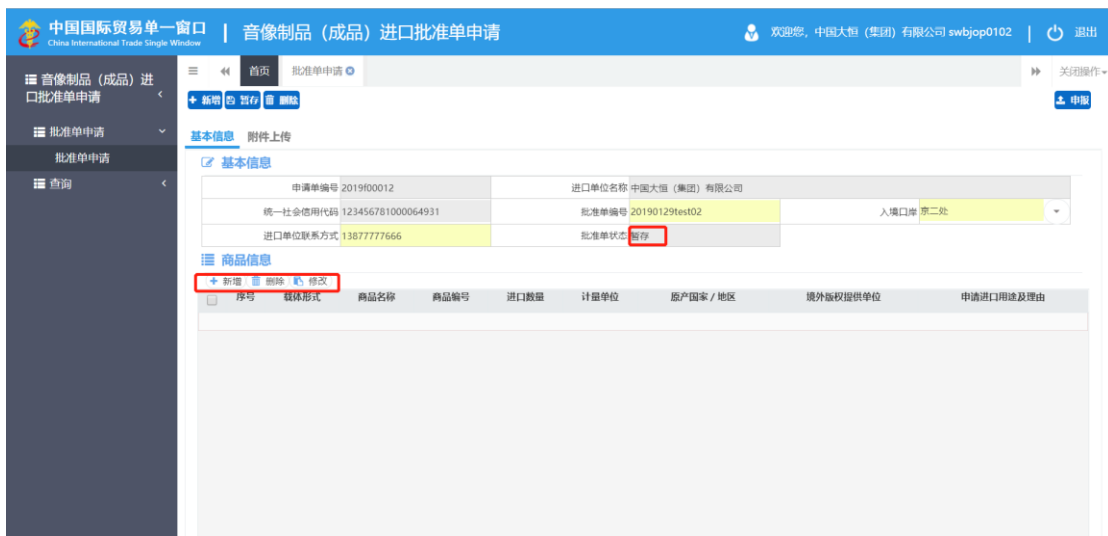 中国国际贸易单一窗口 | 音像制品（成品）进口批准单申请 欢迎您，中国大恒（集团）有限公司 swbjop0102 | 退出
China International Trade Single Window
音像制品（成品）进口批准单申请
批准单申请
批准单申请
查询
首页 批准单申请 关闭操作
新增 暂存 删除 申报
基本信息 附件上传
基本信息
申请单编号 2019f00012 进口单位名称 中国大恒（集团）有限公司
统一社会信用代码 123456781000064931 批准单编号 20190129test02 入境口岸 京二处
进口单位联系方式 13877777666 批准单状态 暂存
商品信息
新增 删除 修改
序号 载体形式 商品名称 商品编号 进口数量 计量单位 原产国家/地区 境外版权提供单位 申请进口用途及理由